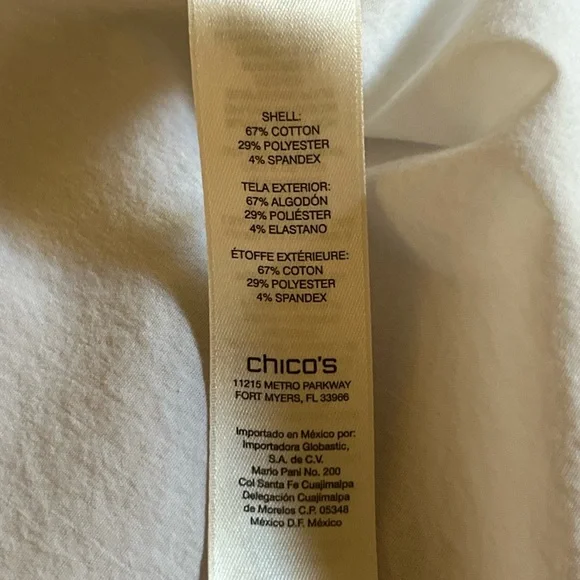 SHELL:
67% COTTON
29% POLYESTER
4% SPANDEX
TELA EXTERIOR:
67% ALGODÓN
29% POLIÉSTER
4% ELASTANO
ÉTOFFE EXTÉRIEURE:
67% COTON
29% POLYESTER
4% SPANDEX
chico's
11215 METRO PARKWAY
FORT MYERS, FL 33966
Importado en México por:
Importadora Globastic,
S.A. de C.V.
Mario Pani No. 200
Col Santa Fe Cuajimalpa
Delegación Cuajimalpa
de Morelos C.P. 05348
México D.F. México